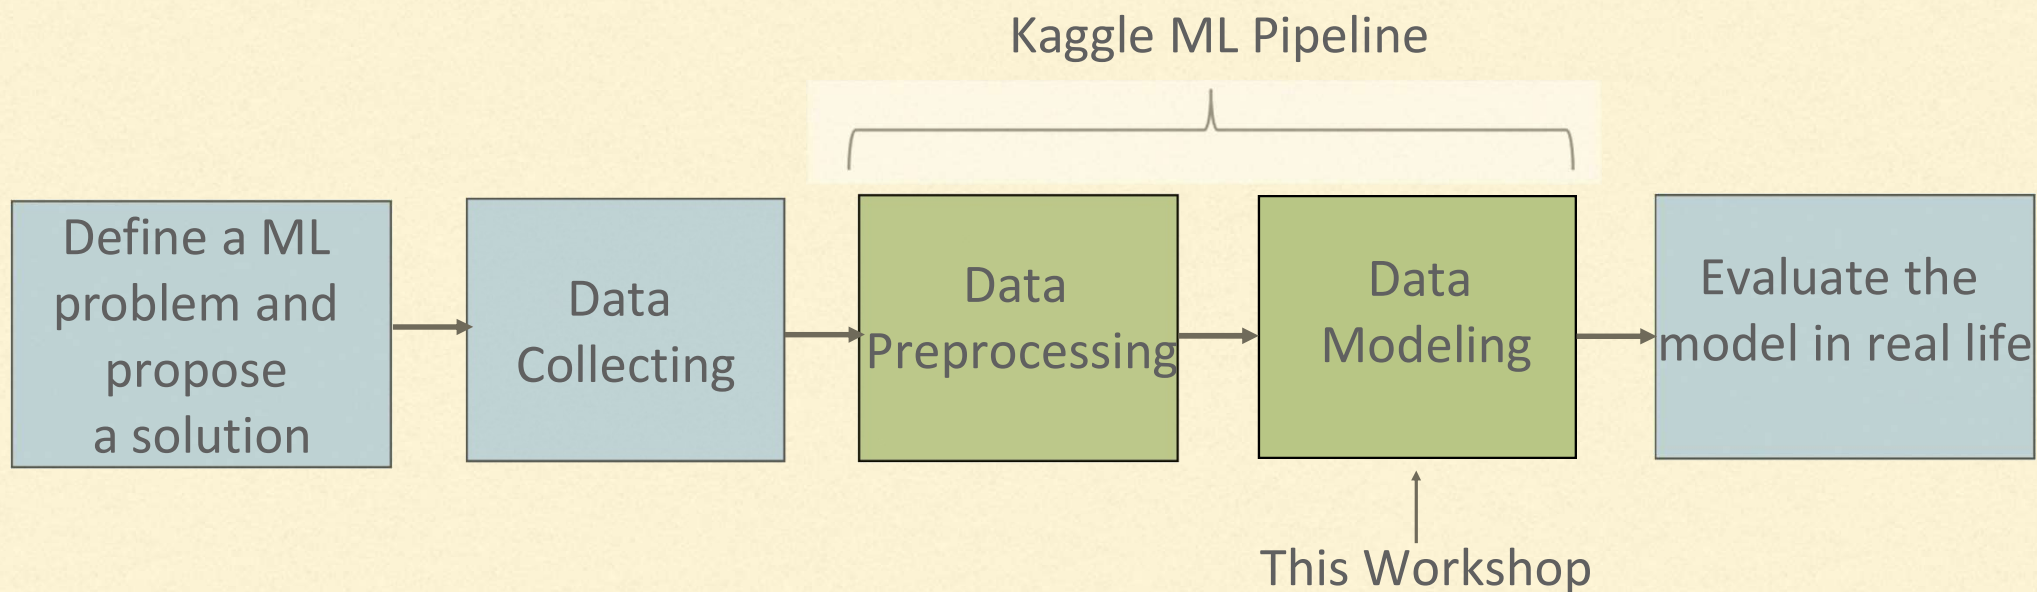 Kaggle ML Pipeline
Define a ML
problem and
propose
a solution
Data
Collecting
Data
Preprocessing
Data
Modeling
Evaluate the
model in real life
This Workshop